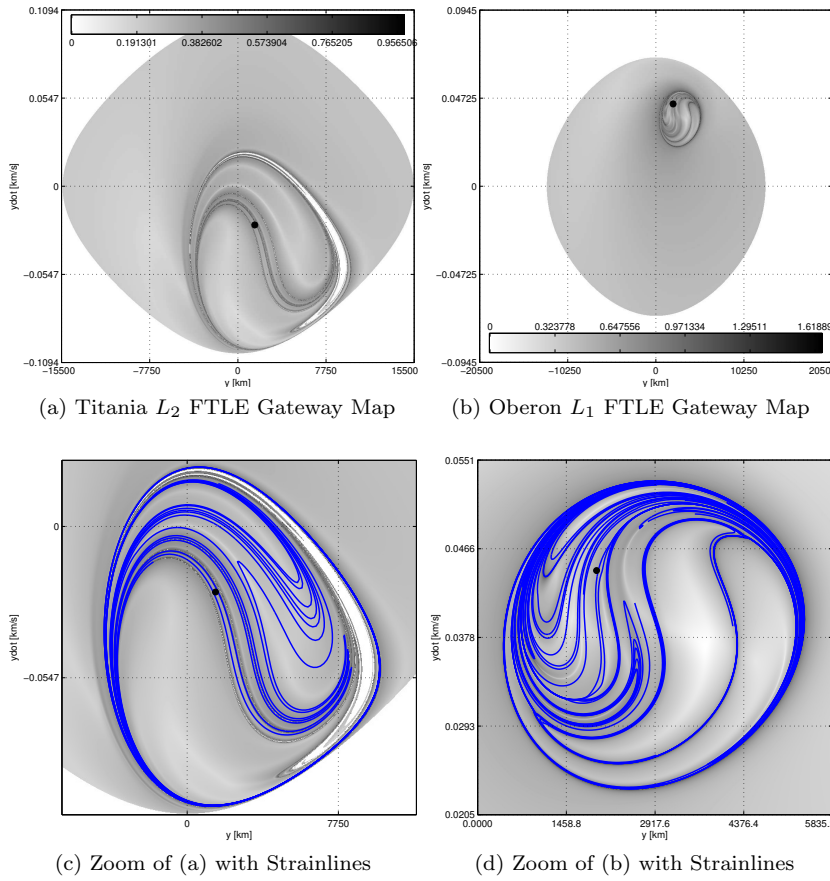 0.1094
0 0.191301 0.382602 0.573904 0.765205 0.956506
0.0547
0
−0.0547
−0.1094
−15500 −7750 0 7750 15500
y [km]
ydot [km/s]
(a) Titania L2 FTLE Gateway Map
0.0945
0.04725
0
−0.04725
−0.0945
0 0.323778 0.647556 0.971334 1.29511 1.61889
−20500 −10250 0 10250 2050
y [km]
ydot [km/s]
(b) Oberon L1 FTLE Gateway Map
0
−0.0547
0 7750
y [km]
ydot [km/s]
(c) Zoom of (a) with Strainlines
0.0551
0.0466
0.0378
0.0293
0.0205
0.0000 1458.8 2917.6 4376.4 5835.
y [km]
ydot [km/s]
(d) Zoom of (b) with Strainlines